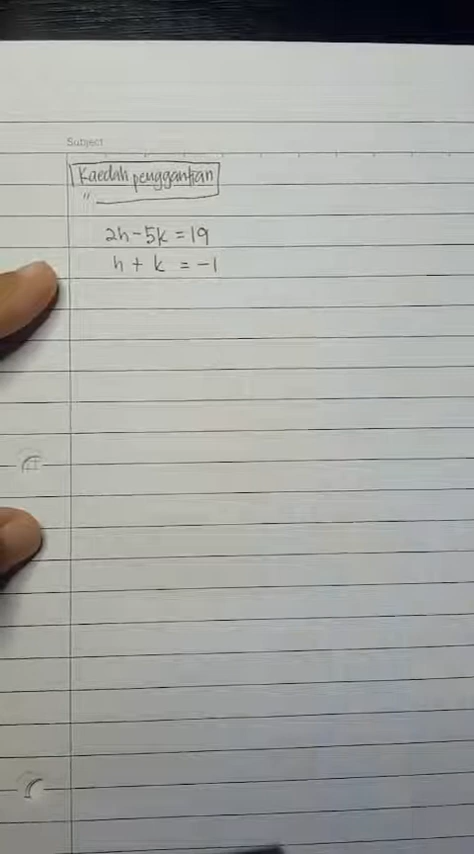 Subject
Kaedah penggantian
"
2h - 5k = 19
h + k = -1